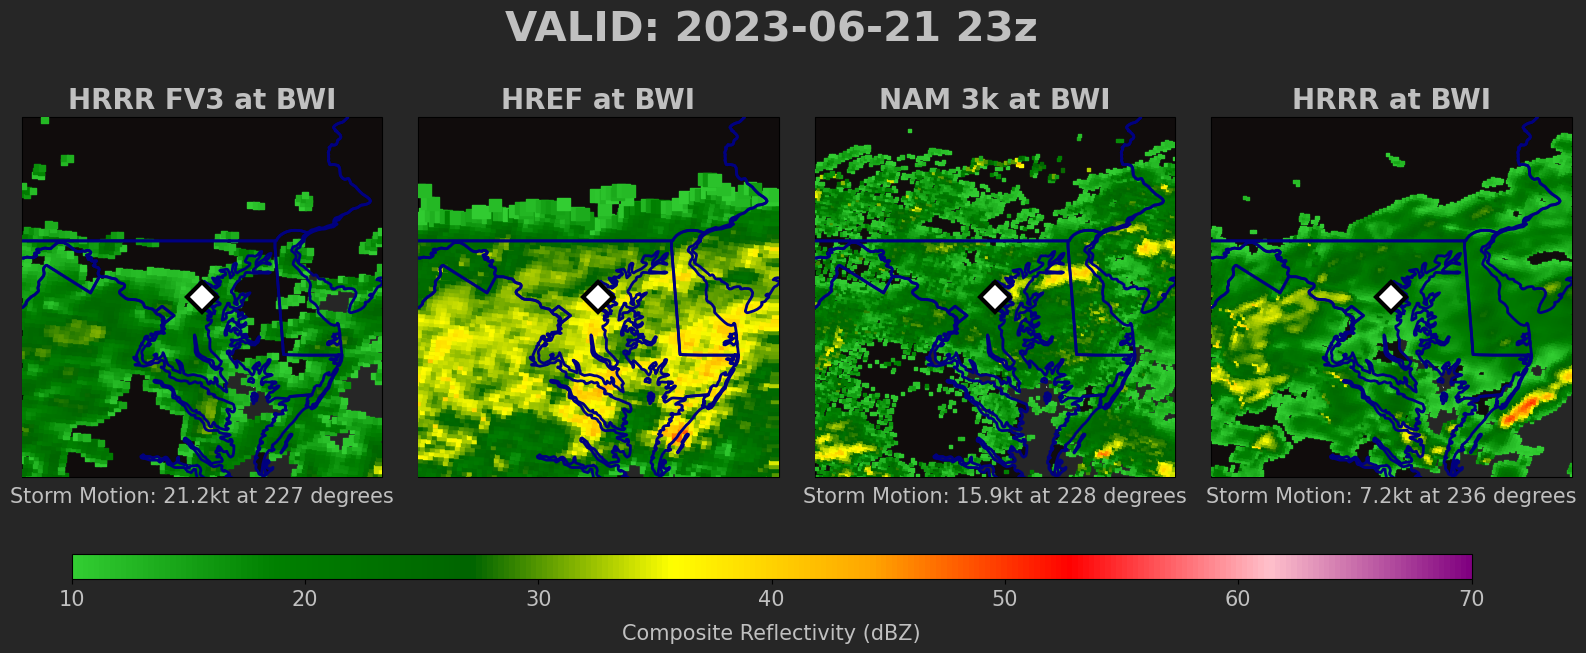 VALID: 2023-06-21 23z
HRRR FV3 at BWI
HREF at BWI
NAM 3k at BWI
HRRR at BWI
Storm Motion: 21.2kt at 227 degrees
Storm Motion: 15.9kt at 228 degrees
Storm Motion: 7.2kt at 236 degrees
10 20 30 40 50 60 70
Composite Reflectivity (dBZ)